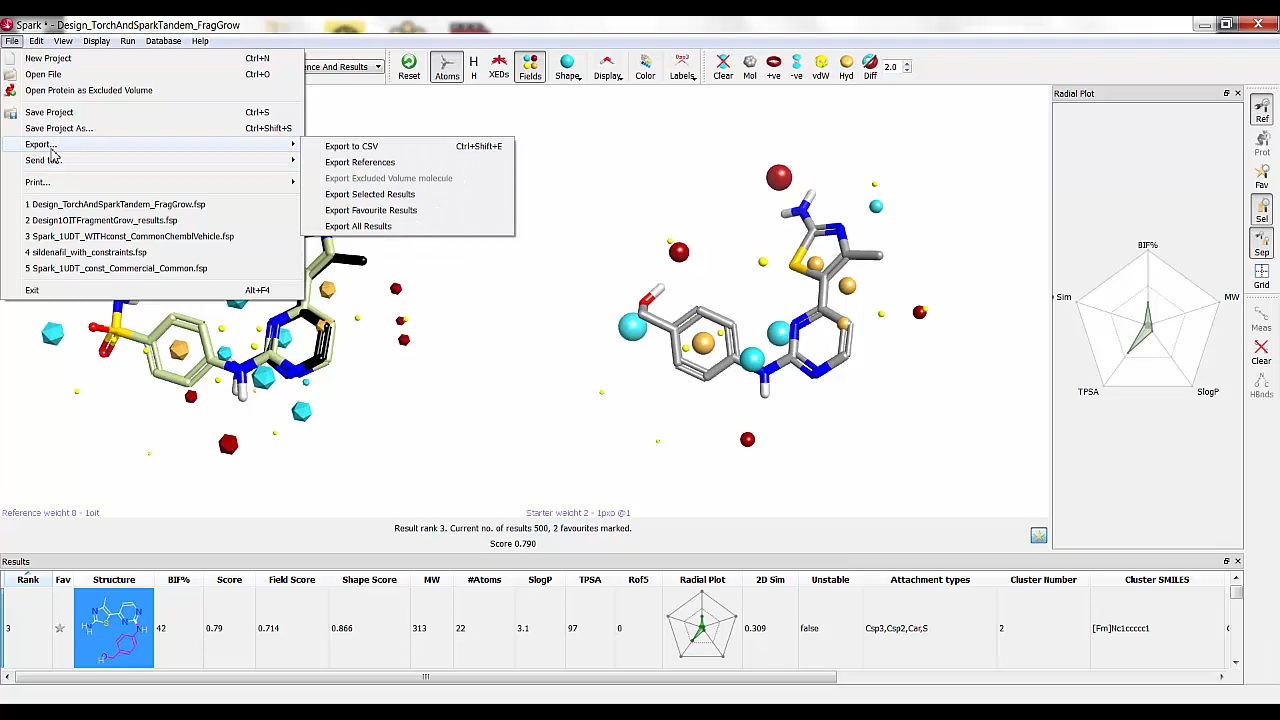 Spark * - Design_TorchAndSparkTandem_FragGrow
File Edit View Display Run Database Help
New Project Ctrl+N
Open File Ctrl+O
Open Protein as Excluded Volume
Save Project Ctrl+S
Save Project As... Ctrl+Shift+S
Export...
Send to...
Print...
1 Design_TorchAndSparkTandem_FragGrow.fsp
2 Design1OITFragmentGrow_results.fsp
3 Spark_1UDT_WITHconst_CommonChemblVehicle.fsp
4 sildenafil_with_constraints.fsp
5 Spark_1UDT_const_Commercial_Common.fsp
Exit Alt+F4
Export to CSV Ctrl+Shift+E
Export References
Export Excluded Volume molecule
Export Selected Results
Export Favourite Results
Export All Results
ence And Results
Reset Atoms H H XEDs Fields Shape Display Color Labels Clear Mol +ve -ve vdW Hyd Diff 2.0
Radial Plot
BIF%
Sim
MW
TPSA
SlogP
Ref
Prot
Fav
Sel
Sep
Grid
Meas
Clear
HBnds
Reference weight 8 - 1oit
Starter weight 2 - 1pxo @1
Result rank 3. Current no. of results 500, 2 favourites marked.
Score 0.790
Results
Rank Fav Structure BIF% Score Field Score Shape Score MW #Atoms SlogP TPSA Rof5 Radial Plot 2D Sim Unstable Attachment types Cluster Number Cluster SMILES
3 42 0.79 0.714 0.866 313 22 3.1 97 0 0.309 false Csp3,Csp2,Car,S 2 [Fm]Nc1ccccc1